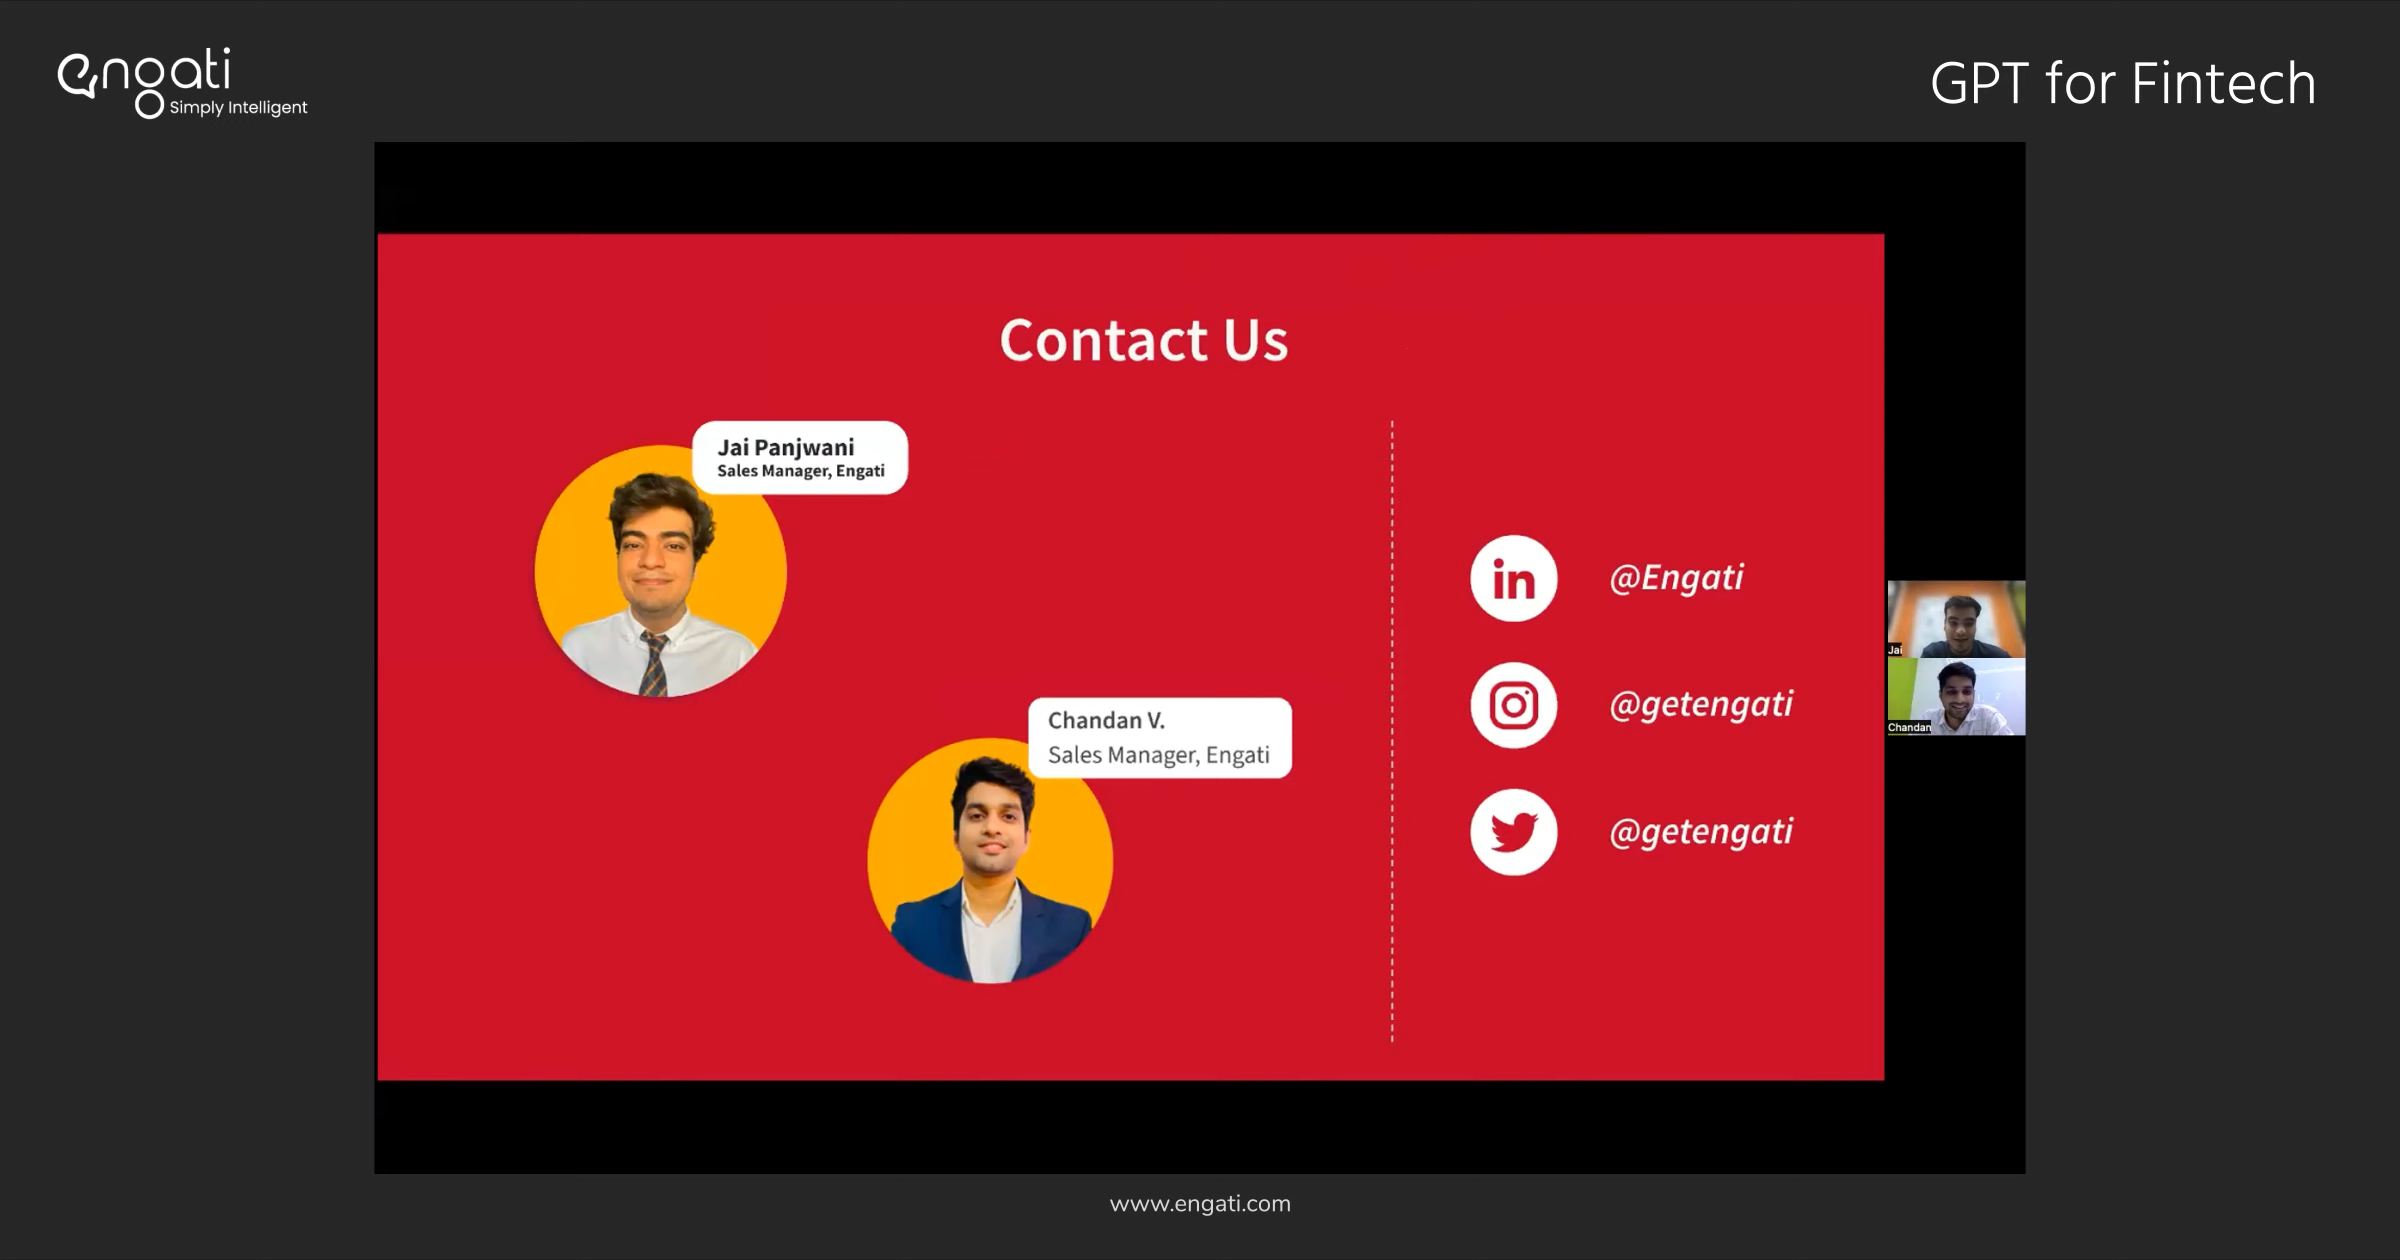 engati
Simply Intelligent
GPT for Fintech
Contact Us
Jai Panjwani
Sales Manager, Engati
Chandan V.
Sales Manager, Engati
in
@Engati
@getengati
@getengati
Jai
Chandan
www.engati.com